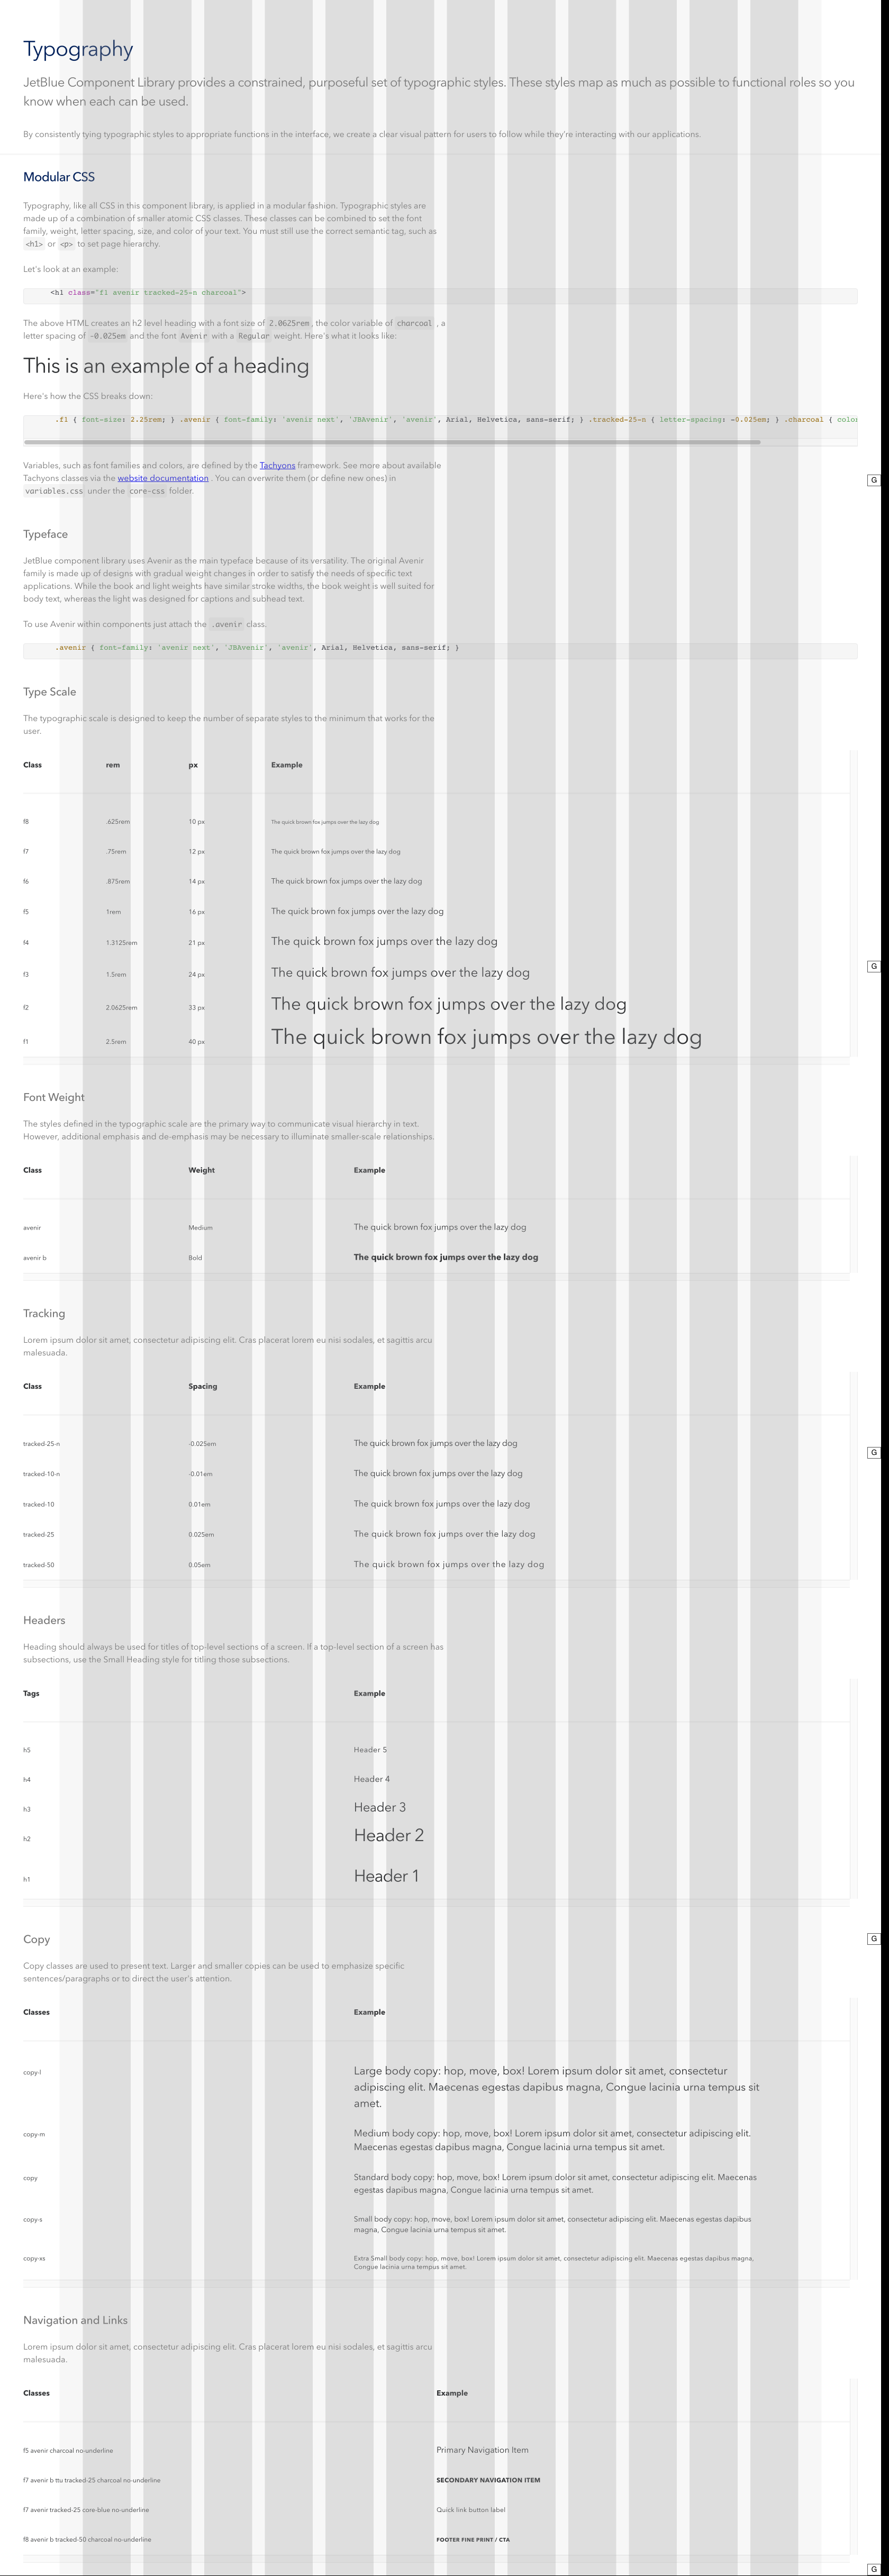 Typography
JetBlue Component Library provides a constrained, purposeful set of typographic styles. These styles map as much as possible to functional roles so you
know when each can be used.
By consistently tying typographic styles to appropriate functions in the interface, we create a clear visual pattern for users to follow while they're interacting with our applications.
Modular CSS
Typography, like all CSS in this component library, is applied in a modular fashion. Typographic styles are
made up of a combination of smaller atomic CSS classes. These classes can be combined to set the font
family, weight, letter spacing, size, and color of your text. You must still use the correct semantic tag, such as
<h1> or <p> to set page hierarchy.
Let's look at an example:
<h1 class="f1 avenir tracked-25-n charcoal">
The above HTML creates an h2 level heading with a font size of 2.0625rem, the color variable of charcoal , a
letter spacing of -0.025em and the font Avenir with a Regular weight. Here's what it looks like:
This is an example of a heading
Here's how the CSS breaks down:
.f1 { font-size: 2.25rem; } .avenir { font-family: 'avenir next', 'JBAvenir', 'avenir', Arial, Helvetica, sans-serif; } .tracked-25-n { letter-spacing: -0.025em; } .charcoal { color
Variables, such as font families and colors, are defined by the Tachyons framework. See more about available
Tachyons classes via the website documentation . You can overwrite them (or define new ones) in
variables.css under the core-css folder.
G
Typeface
JetBlue component library uses Avenir as the main typeface because of its versatility. The original Avenir
family is made up of designs with gradual weight changes in order to satisfy the needs of specific text
applications. While the book and light weights have similar stroke widths, the book weight is well suited for
body text, whereas the light was designed for captions and subhead text.
To use Avenir within components just attach the .avenir class.
.avenir { font-family: 'avenir next', 'JBAvenir', 'avenir', Arial, Helvetica, sans-serif; }
Type Scale
The typographic scale is designed to keep the number of separate styles to the minimum that works for the
user.
Class rem px Example
f8 .625rem 10 px The quick brown fox jumps over the lazy dog
f7 .75rem 12 px The quick brown fox jumps over the lazy dog
f6 .875rem 14 px The quick brown fox jumps over the lazy dog
f5 1rem 16 px The quick brown fox jumps over the lazy dog
f4 1.3125rem 21 px The quick brown fox jumps over the lazy dog
G
f3 1.5rem 24 px The quick brown fox jumps over the lazy dog
f2 2.0625rem 33 px The quick brown fox jumps over the lazy dog
f1 2.5rem 40 px The quick brown fox jumps over the lazy dog
Font Weight
The styles defined in the typographic scale are the primary way to communicate visual hierarchy in text.
However, additional emphasis and de-emphasis may be necessary to illuminate smaller-scale relationships.
Class Weight Example
avenir Medium The quick brown fox jumps over the lazy dog
avenir b Bold The quick brown fox jumps over the lazy dog
Tracking
Lorem ipsum dolor sit amet, consectetur adipiscing elit. Cras placerat lorem eu nisi sodales, et sagittis arcu
malesuada.
Class Spacing Example
tracked-25-n -0.025em The quick brown fox jumps over the lazy dog
G
tracked-10-n -0.01em The quick brown fox jumps over the lazy dog
tracked-10 0.01em The quick brown fox jumps over the lazy dog
tracked-25 0.025em The quick brown fox jumps over the lazy dog
tracked-50 0.05em The quick brown fox jumps over the lazy dog
Headers
Heading should always be used for titles of top-level sections of a screen. If a top-level section of a screen has
subsections, use the Small Heading style for titling those subsections.
Tags Example
h5 Header 5
h4 Header 4
h3 Header 3
h2 Header 2
h1 Header 1
Copy
G
Copy classes are used to present text. Larger and smaller copies can be used to emphasize specific
sentences/paragraphs or to direct the user's attention.
Classes Example
copy-l Large body copy: hop, move, box! Lorem ipsum dolor sit amet, consectetur
adipiscing elit. Maecenas egestas dapibus magna, Congue lacinia urna tempus sit
amet.
copy-m Medium body copy: hop, move, box! Lorem ipsum dolor sit amet, consectetur adipiscing elit.
Maecenas egestas dapibus magna, Congue lacinia urna tempus sit amet.
copy Standard body copy: hop, move, box! Lorem ipsum dolor sit amet, consectetur adipiscing elit. Maecenas
egestas dapibus magna, Congue lacinia urna tempus sit amet.
copy-s Small body copy: hop, move, box! Lorem ipsum dolor sit amet, consectetur adipiscing elit. Maecenas egestas dapibus
magna, Congue lacinia urna tempus sit amet.
copy-xs Extra Small body copy: hop, move, box! Lorem ipsum dolor sit amet, consectetur adipiscing elit. Maecenas egestas dapibus magna,
Congue lacinia urna tempus sit amet.
Navigation and Links
Lorem ipsum dolor sit amet, consectetur adipiscing elit. Cras placerat lorem eu nisi sodales, et sagittis arcu
malesuada.
Classes Example
f5 avenir charcoal no-underline Primary Navigation Item
f7 avenir b ttu tracked-25 charcoal no-underline SECONDARY NAVIGATION ITEM
f7 avenir tracked-25 core-blue no-underline Quick link button label
f8 avenir b tracked-50 charcoal no-underline FOOTER FINE PRINT / CTA
G